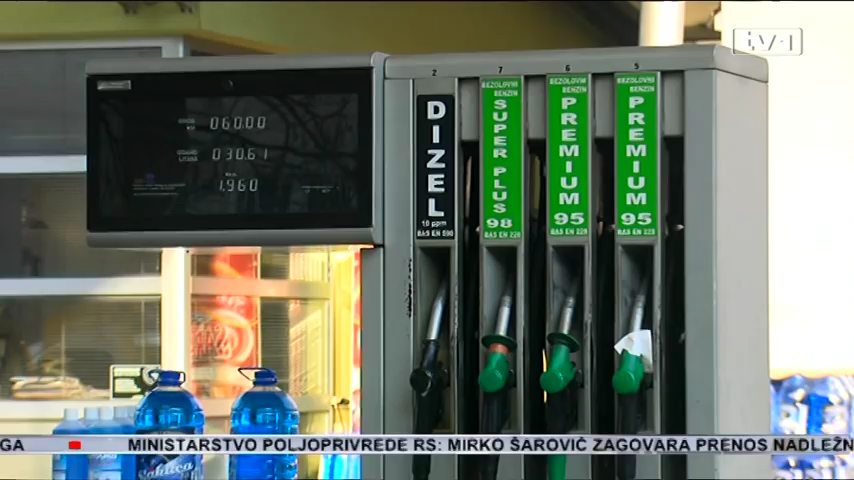 tv1
2
7
6
5
DIZEL
10 ppm
BAS EN 590
BEZOLOVNI
BENZIN
SUPER PLUS
98
BAS EN 228
BEZOLOVNI
BENZIN
PREMIUM
95
BAS EN 228
BEZOLOVNI
BENZIN
PREMIUM
95
BAS EN 228
060.00
030.61
1.960
GA
MINISTARSTVO POLJOPRIVREDE RS: MIRKO ŠAROVIĆ ZAGOVARA PRENOS NADLEŽN